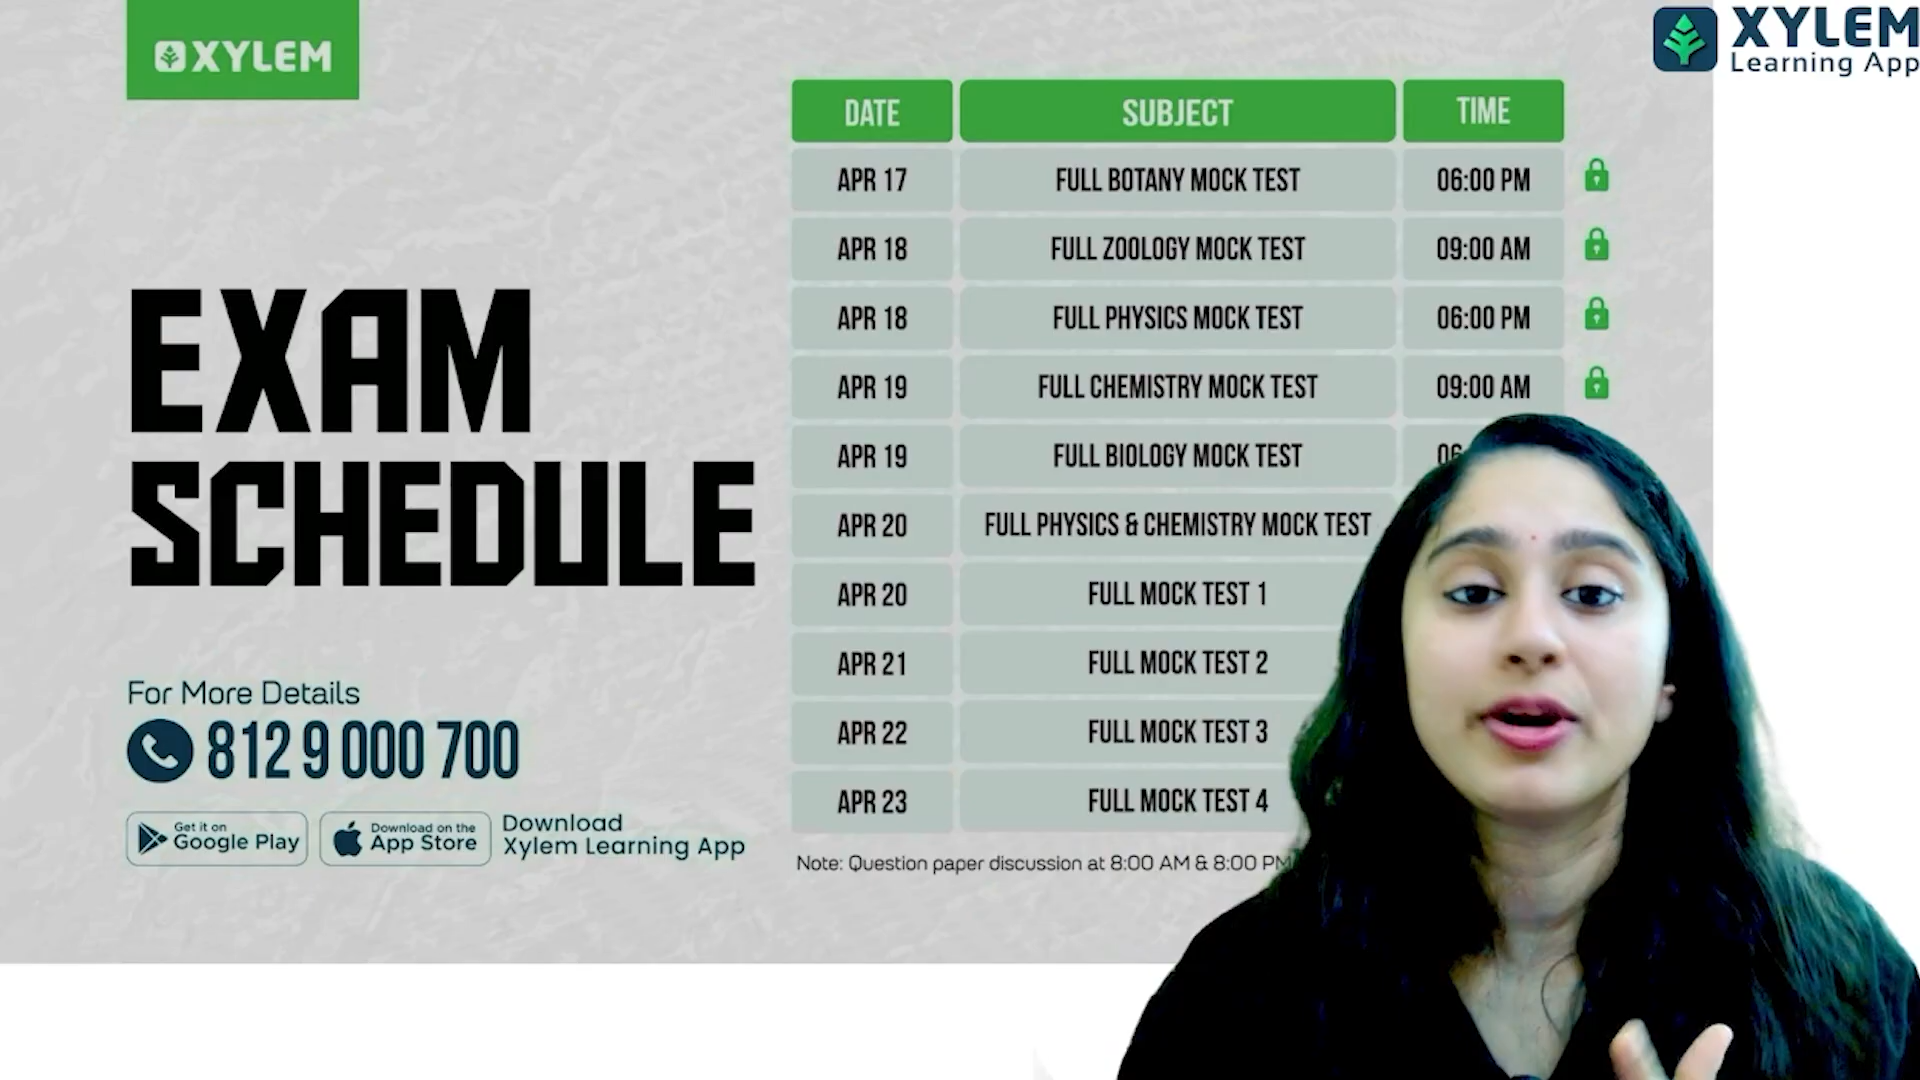 XYLEM
XYLEM
Learning App
EXAM
SCHEDULE
For More Details
812 9 000 700
Get it on
Google Play
Download on the
App Store
Download
Xylem Learning App
DATE SUBJECT TIME
APR 17 FULL BOTANY MOCK TEST 06:00 PM
APR 18 FULL ZOOLOGY MOCK TEST 09:00 AM
APR 18 FULL PHYSICS MOCK TEST 06:00 PM
APR 19 FULL CHEMISTRY MOCK TEST 09:00 AM
APR 19 FULL BIOLOGY MOCK TEST
APR 20 FULL PHYSICS & CHEMISTRY MOCK TEST
APR 20 FULL MOCK TEST 1
APR 21 FULL MOCK TEST 2
APR 22 FULL MOCK TEST 3
APR 23 FULL MOCK TEST 4
Note: Question paper discussion at 8:00 AM & 8:00 PM